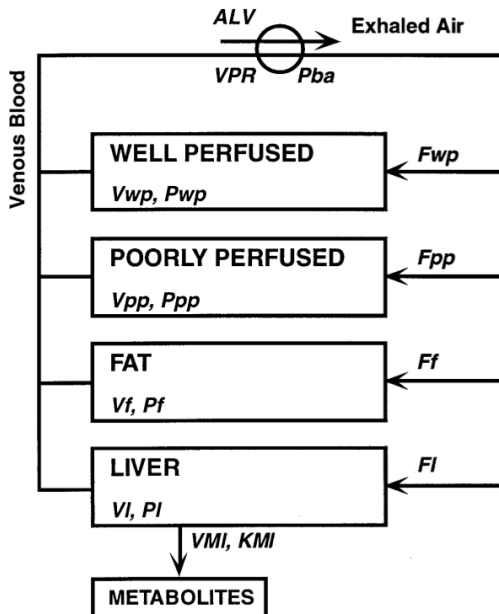 ALV
Exhaled Air
VPR
Pba
Venous Blood
WELL PERFUSED
Vwp, Pwp
Fwp
POORLY PERFUSED
Vpp, Ppp
Fpp
FAT
Vf, Pf
Ff
LIVER
Vl, Pl
Fl
VMl, KMl
METABOLITES